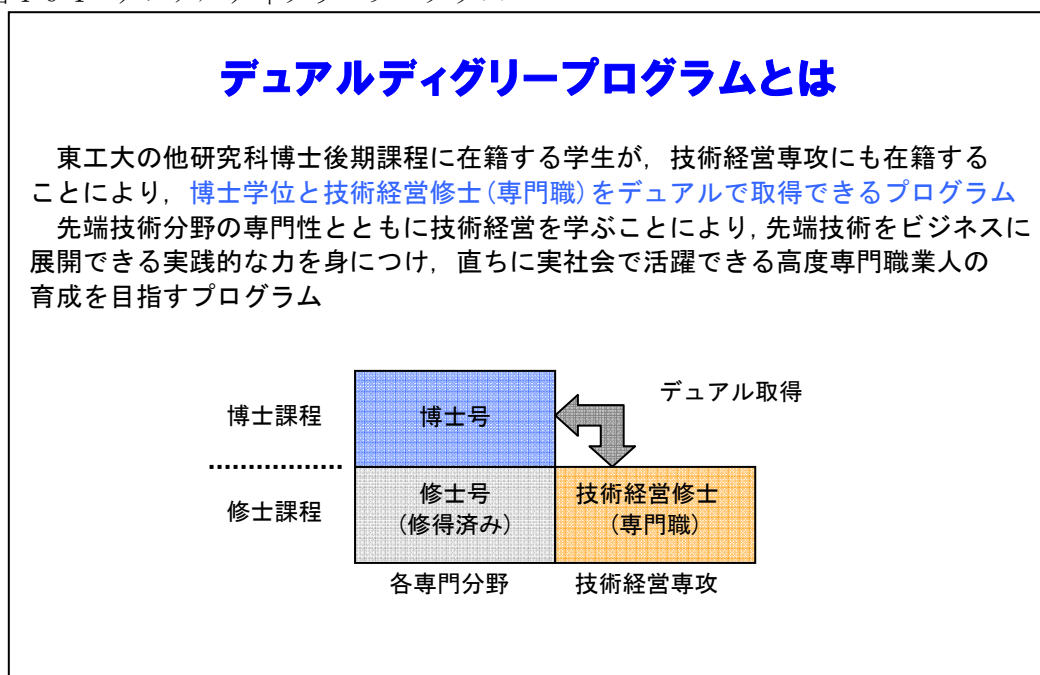 デュアルディグリープログラムとは
東工大の他研究科博士後期課程に在籍する学生が，技術経営専攻にも在籍する
ことにより，博士学位と技術経営修士(専門職)をデュアルで取得できるプログラム
先端技術分野の専門性とともに技術経営を学ぶことにより,先端技術をビジネスに
展開できる実践的な力を身につけ，直ちに実社会で活躍できる高度専門職業人の
育成を目指すプログラム
デュアル取得
博士課程
博士号
修士課程
修士号
(修得済み)
技術経営修士
(専門職)
各専門分野
技術経営専攻